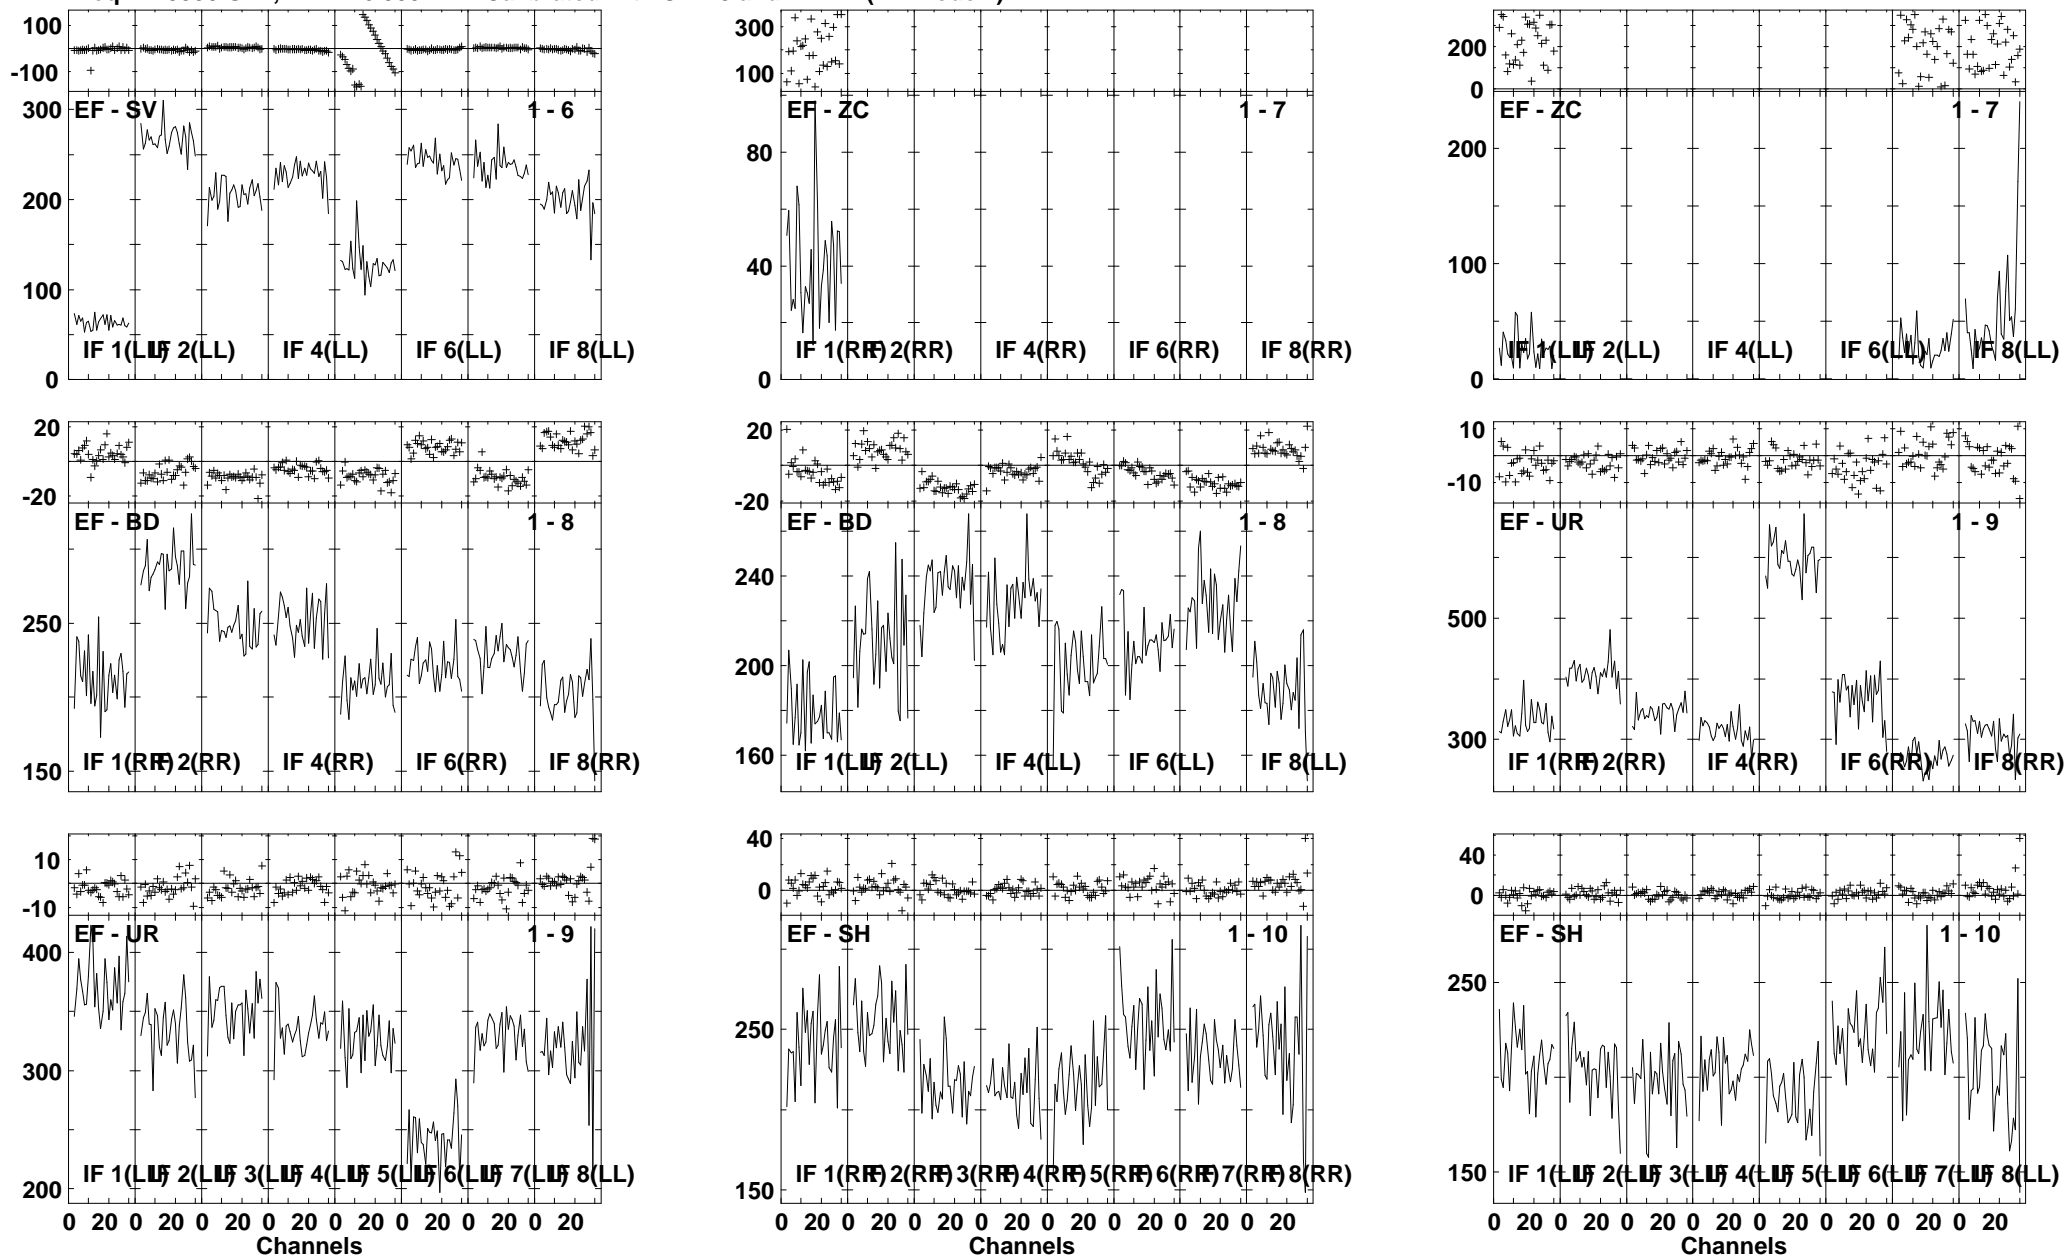 100
-100
300
200
100
0
EF - SV
1 - 6
IF 1(LL)
IF 2(LL)
IF 4(LL)
IF 6(LL)
IF 8(LL)
300
100
80
40
0
EF - ZC
1 - 7
IF 1(RR)
IF 2(RR)
IF 4(RR)
IF 6(RR)
IF 8(RR)
200
0
200
100
0
EF - ZC
1 - 7
IF 1(LL)
IF 2(LL)
IF 4(LL)
IF 6(LL)
IF 8(LL)
20
-20
250
150
EF - BD
1 - 8
IF 1(RR)
IF 2(RR)
IF 4(RR)
IF 6(RR)
IF 8(RR)
20
-20
240
200
160
EF - BD
1 - 8
IF 1(LL)
IF 2(LL)
IF 4(LL)
IF 6(LL)
IF 8(LL)
10
-10
500
300
EF - UR
1 - 9
IF 1(RR)
IF 2(RR)
IF 4(RR)
IF 6(RR)
IF 8(RR)
10
-10
400
300
200
EF - UR
1 - 9
IF 1(LL)
IF 2(LL)
IF 3(LL)
IF 4(LL)
IF 5(LL)
IF 6(LL)
IF 7(LL)
IF 8(LL)
0 20 0 20 0 20 0 20 0 20 0 20 0 20 0 20
Channels
40
0
250
150
EF - SH
1 - 10
IF 1(RR)
IF 2(RR)
IF 3(RR)
IF 4(RR)
IF 5(RR)
IF 6(RR)
IF 7(RR)
IF 8(RR)
0 20 0 20 0 20 0 20 0 20 0 20 0 20 0 20
Channels
40
0
250
150
EF - SH
1 - 10
IF 1(LL)
IF 2(LL)
IF 3(LL)
IF 4(LL)
IF 5(LL)
IF 6(LL)
IF 7(LL)
IF 8(LL)
0 20 0 20 0 20 0 20 0 20 0 20 0 20 0 20
Channels